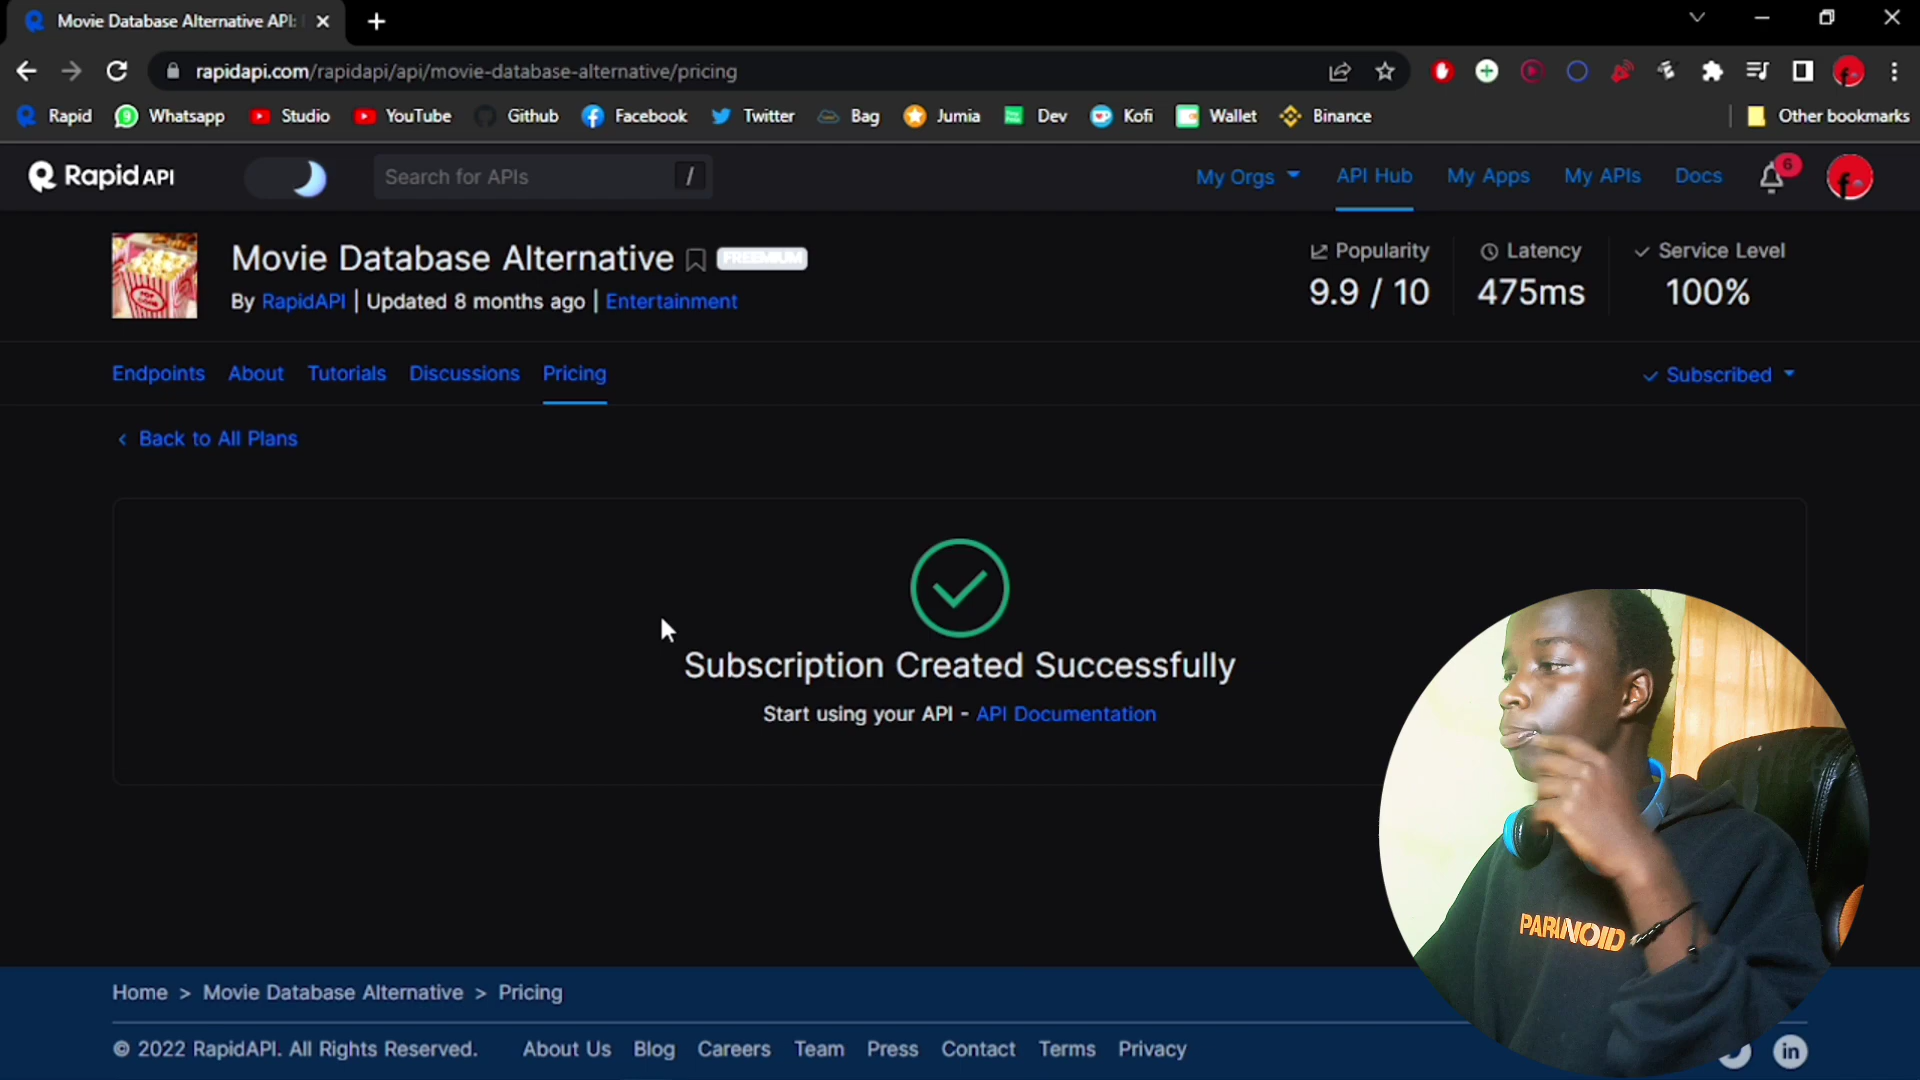 Movie Database Alternative API:
rapidapi.com/rapidapi/api/movie-database-alternative/pricing
Rapid Whatsapp Studio YouTube Github Facebook Twitter Bag Jumia Dev Kofi Wallet Binance Other bookmarks
Rapid API Search for APIs / My Orgs API Hub My Apps My APIs Docs 6
Movie Database Alternative FREEMIUM
By RapidAPI | Updated 8 months ago | Entertainment
Popularity Latency Service Level
9.9 / 10 475ms 100%
Endpoints About Tutorials Discussions Pricing Subscribed
< Back to All Plans
Subscription Created Successfully
Start using your API - API Documentation
PARANOID
Home > Movie Database Alternative > Pricing
© 2022 RapidAPI. All Rights Reserved. About Us Blog Careers Team Press Contact Terms Privacy in